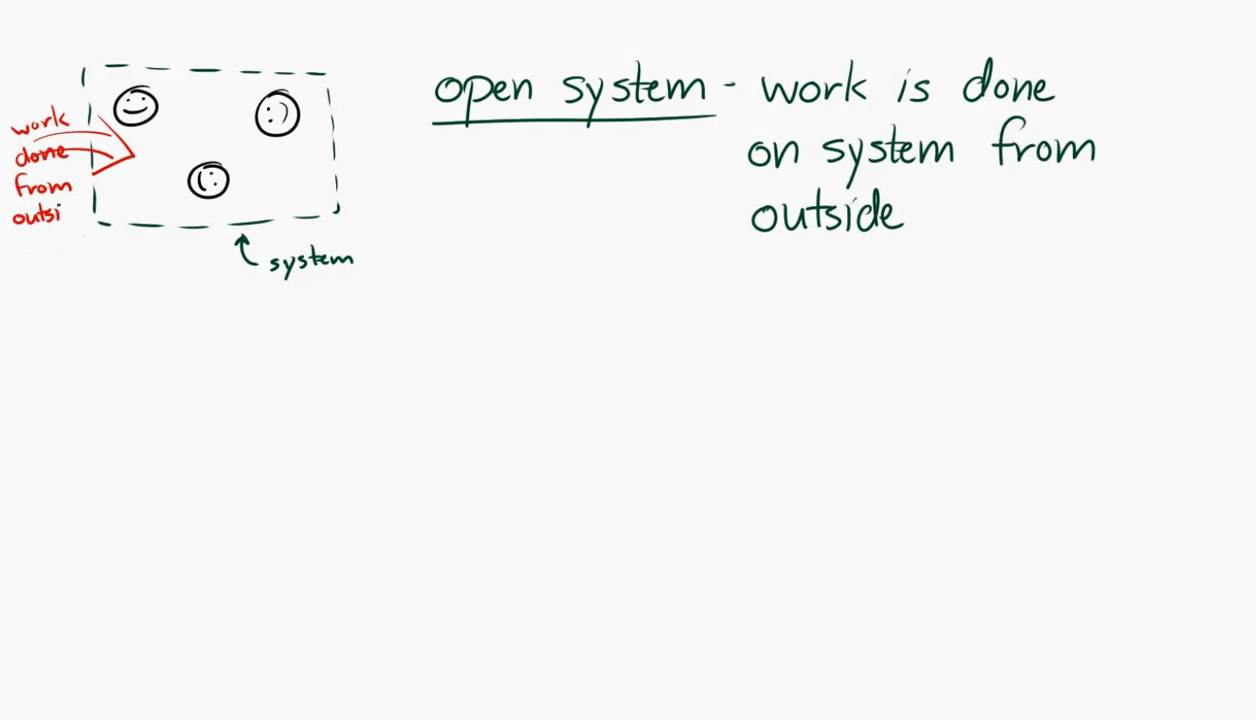 work
done
from
outsi
system
open system - work is done
on system from
outside